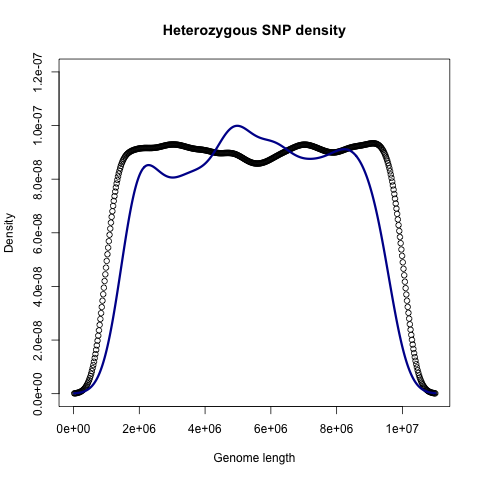 Heterozygous SNP density
Density
1.2e-07
1.0e-07
8.0e-08
6.0e-08
4.0e-08
2.0e-08
0.0e+00
0e+00 2e+06 4e+06 6e+06 8e+06 1e+07
Genome length